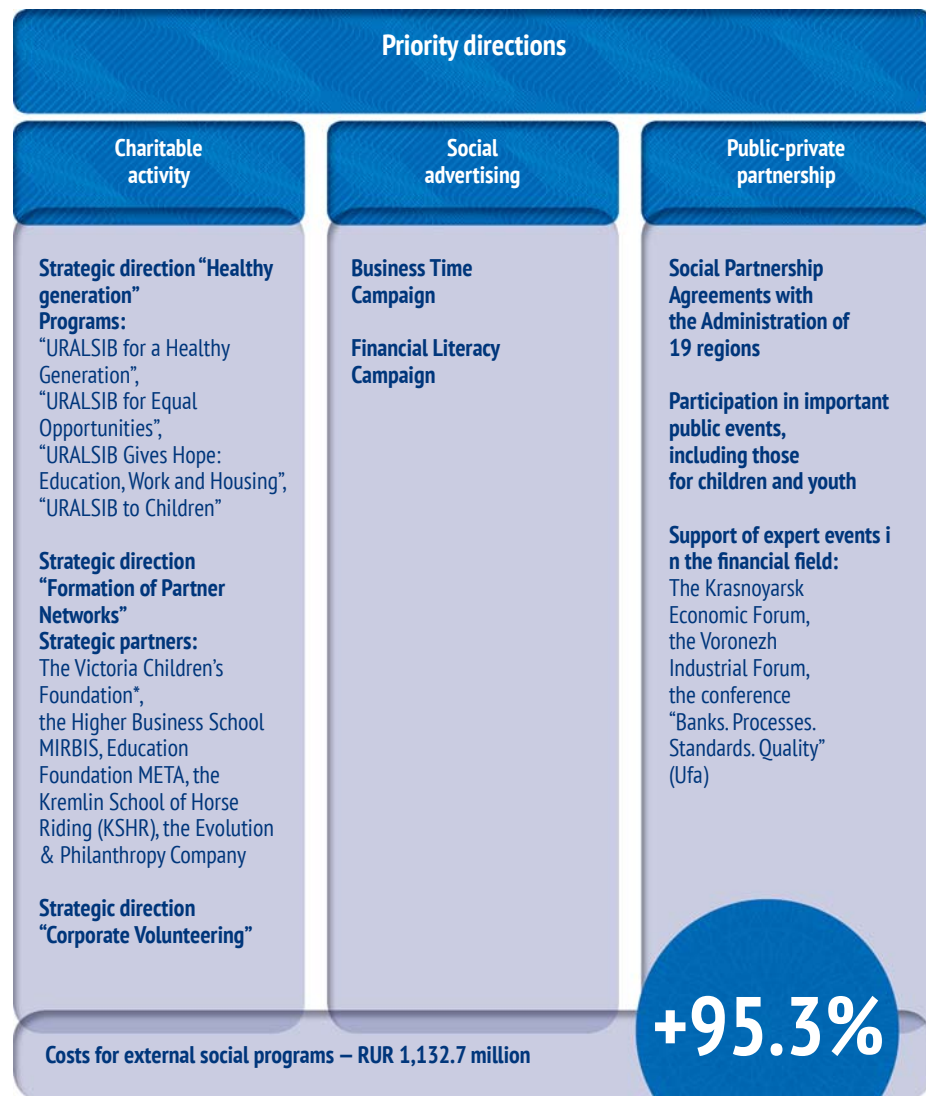 Priority directions
Charitable
activity
Strategic direction “Healthy
generation”
Programs:
“URALSIB for a Healthy
Generation”,
“URALSIB for Equal
Opportunities”,
“URALSIB Gives Hope:
Education, Work and Housing”,
“URALSIB to Children”
Strategic direction
“Formation of Partner
Networks”
Strategic partners:
The Victoria Children’s
Foundation*,
the Higher Business School
MIRBIS, Education
Foundation META, the
Kremlin School of Horse
Riding (KSHR), the Evolution
& Philanthropy Company
Strategic direction
“Corporate Volunteering”
Social
advertising
Business Time
Campaign
Financial Literacy
Campaign
Public-private
partnership
Social Partnership
Agreements with
the Administration of
19 regions
Participation in important
public events,
including those
for children and youth
Support of expert events i
n the financial field:
The Krasnoyarsk
Economic Forum,
the Voronezh
Industrial Forum,
the conference
“Banks. Processes.
Standards. Quality”
(Ufa)
Costs for external social programs – RUR 1,132.7 million
+95.3%